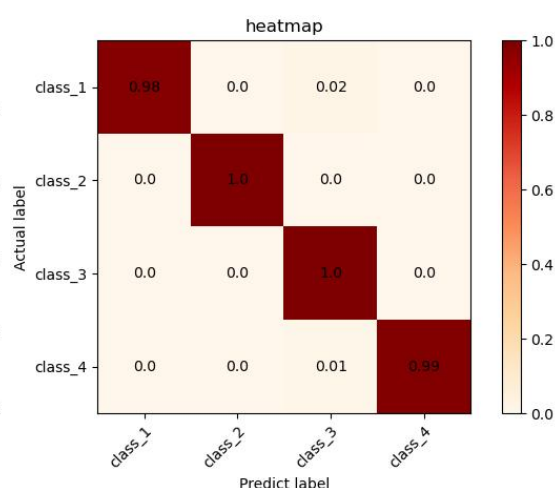 heatmap
1.0
class_1 0.98 0.0 0.02 0.0
0.8
class_2 0.0 1.0 0.0 0.0
0.6
Actual label
0.4
class_3 0.0 0.0 1.0 0.0
0.2
class_4 0.0 0.0 0.01 0.99
0.0
class_1 class_2 class_3 class_4
Predict label